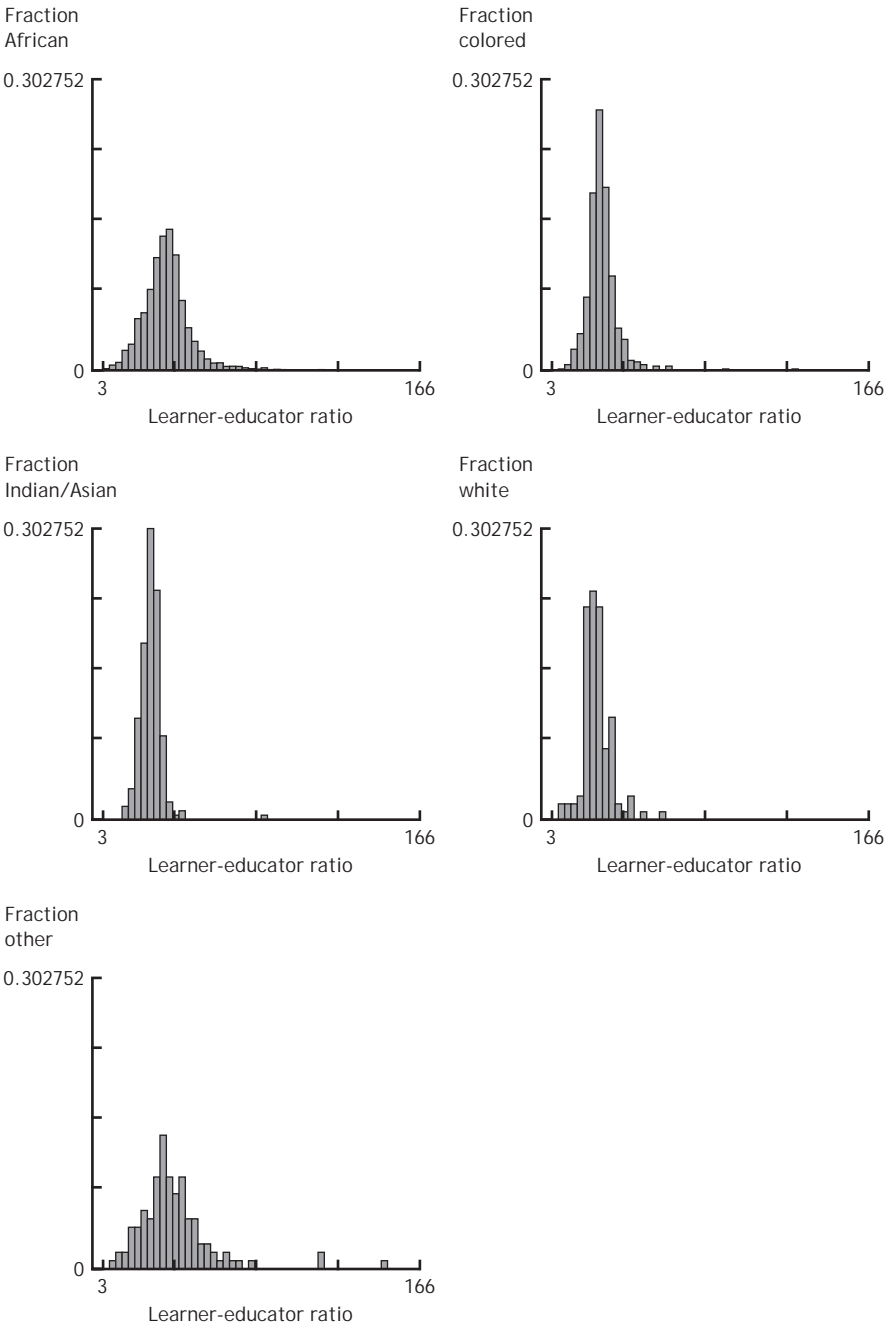 Fraction
African
0.302752
0
3
166
Learner-educator ratio
Fraction
colored
0.302752
0
3
166
Learner-educator ratio
Fraction
Indian/Asian
0.302752
0
3
166
Learner-educator ratio
Fraction
white
0.302752
0
3
166
Learner-educator ratio
Fraction
other
0.302752
0
3
166
Learner-educator ratio